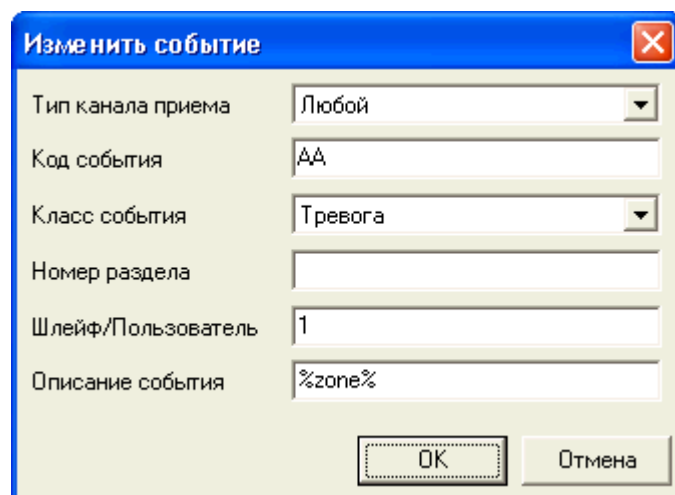 Изменить событие
Тип канала приема Любой
Код события AA
Класс события Тревога
Номер раздела
Шлейф/Пользователь 1
Описание события %zone%
OK Отмена